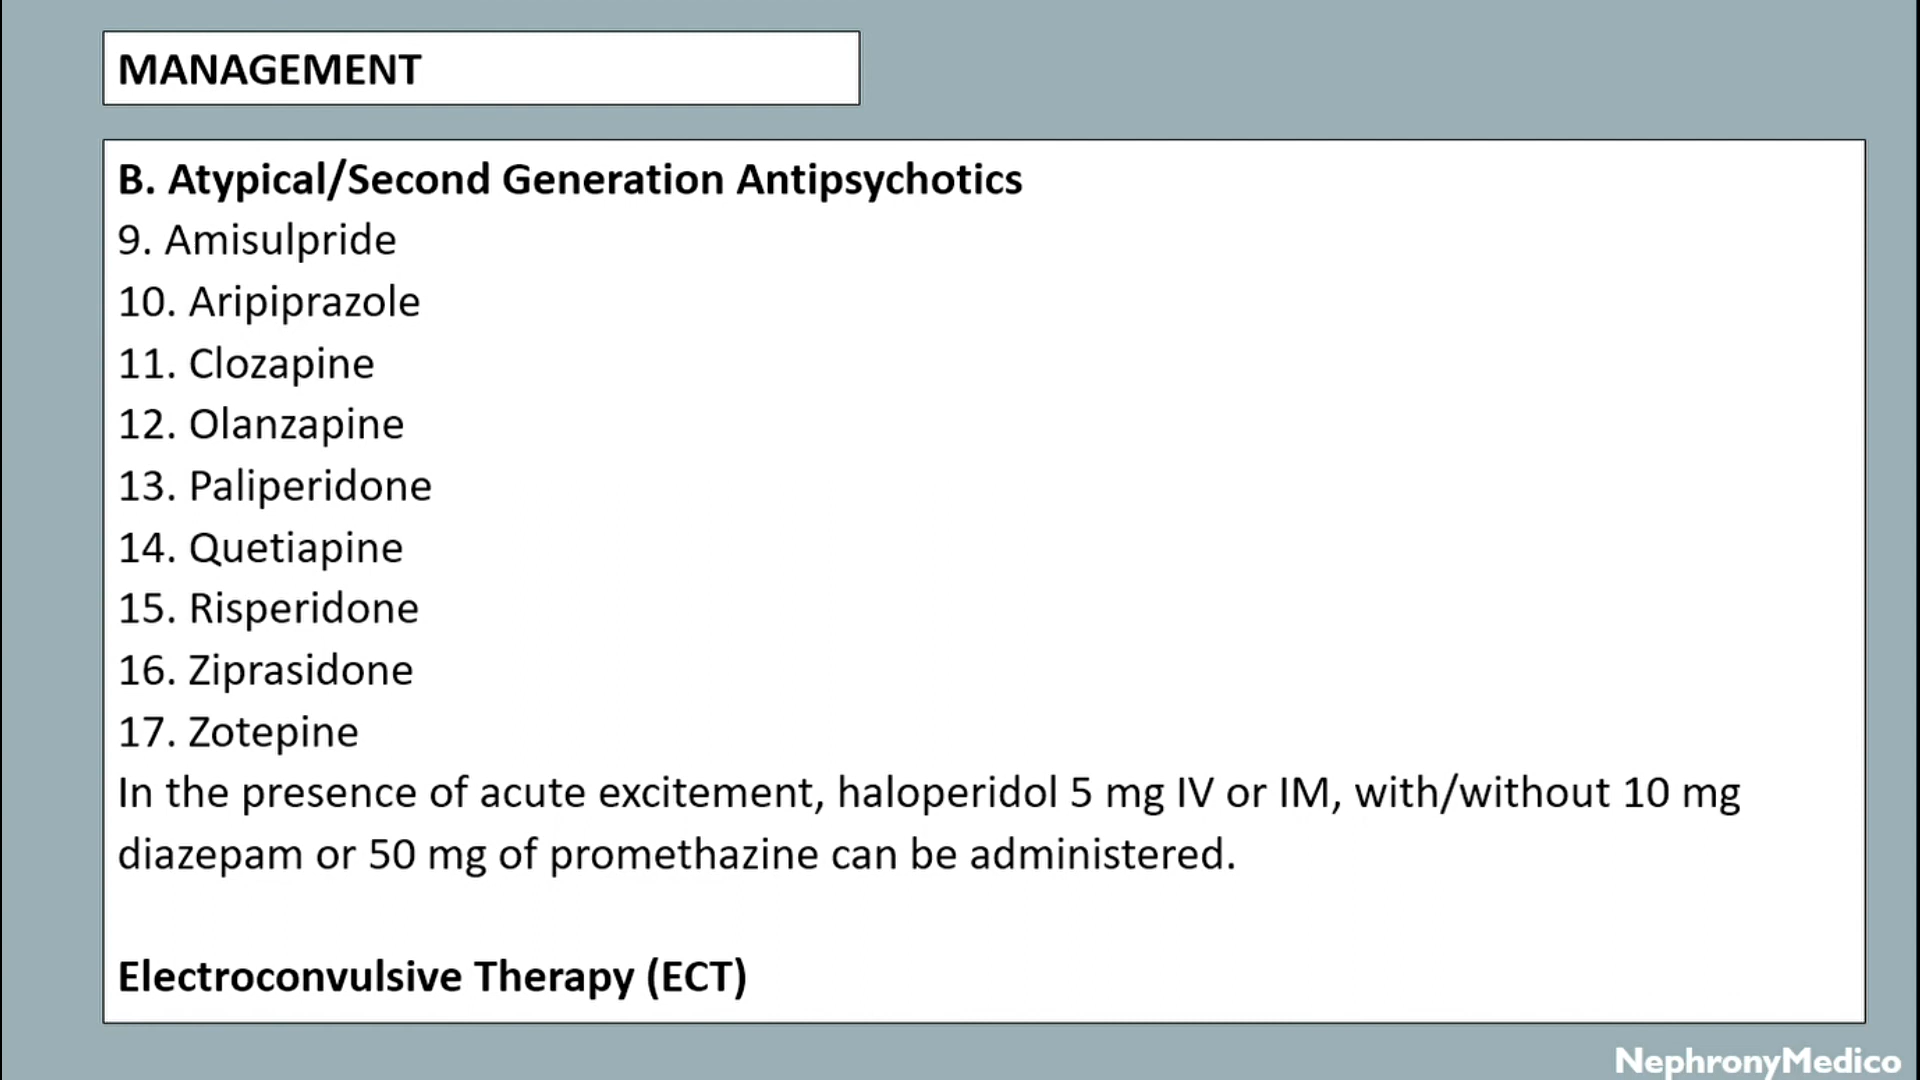 MANAGEMENT
B. Atypical/Second Generation Antipsychotics
9. Amisulpride
10. Aripiprazole
11. Clozapine
12. Olanzapine
13. Paliperidone
14. Quetiapine
15. Risperidone
16. Ziprasidone
17. Zotepine
In the presence of acute excitement, haloperidol 5 mg IV or IM, with/without 10 mg
diazepam or 50 mg of promethazine can be administered.
Electroconvulsive Therapy (ECT)
NephronyMedico